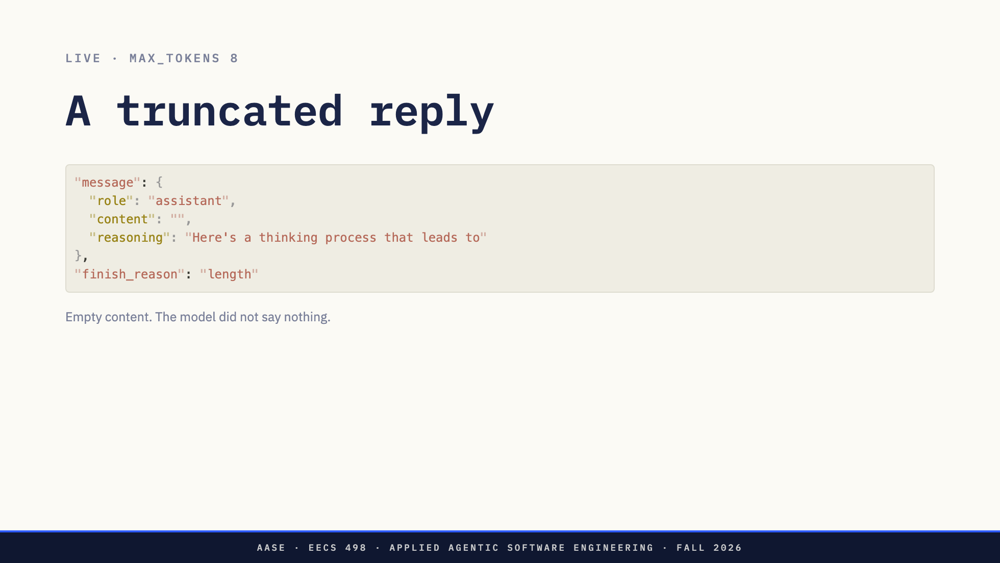 LIVE · MAX_TOKENS 8
A truncated reply
"message": {
  "role": "assistant",
  "content": "",
  "reasoning": "Here's a thinking process that leads to"
},
"finish_reason": "length"
Empty content. The model did not say nothing.
AASE · EECS 498 · APPLIED AGENTIC SOFTWARE ENGINEERING · FALL 2026